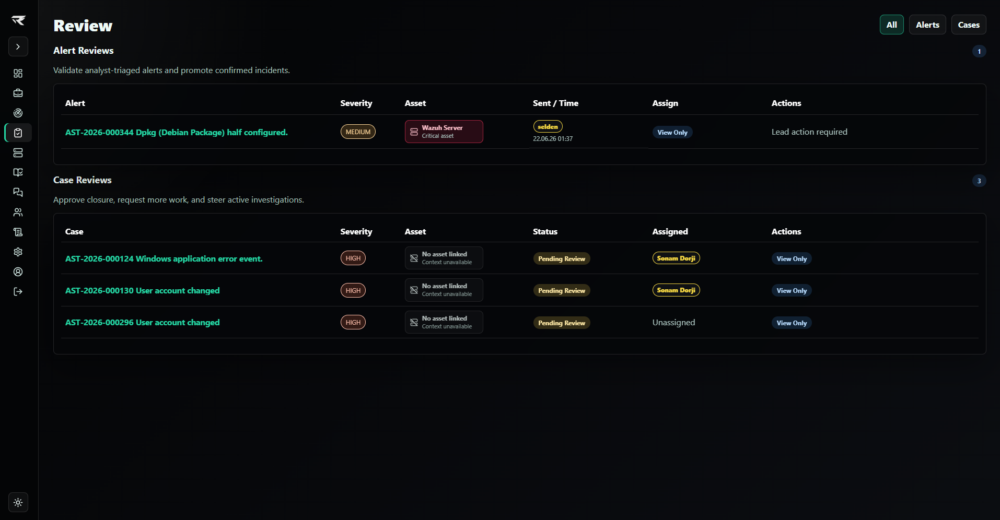 Review
All
Alerts
Cases
Alert Reviews
1
Validate analyst-triaged alerts and promote confirmed incidents.
Alert Severity Asset Sent / Time Assign Actions
AST-2026-000344 Dpkg (Debian Package) half configured.
MEDIUM
Wazuh Server
Critical asset
selden
22.06.26 01:37
View Only
Lead action required
Case Reviews
3
Approve closure, request more work, and steer active investigations.
Case Severity Asset Status Assigned Actions
AST-2026-000124 Windows application error event.
HIGH
No asset linked
Context unavailable
Pending Review
Sonam Dorji
View Only
AST-2026-000130 User account changed
HIGH
No asset linked
Context unavailable
Pending Review
Sonam Dorji
View Only
AST-2026-000296 User account changed
HIGH
No asset linked
Context unavailable
Pending Review
Unassigned
View Only